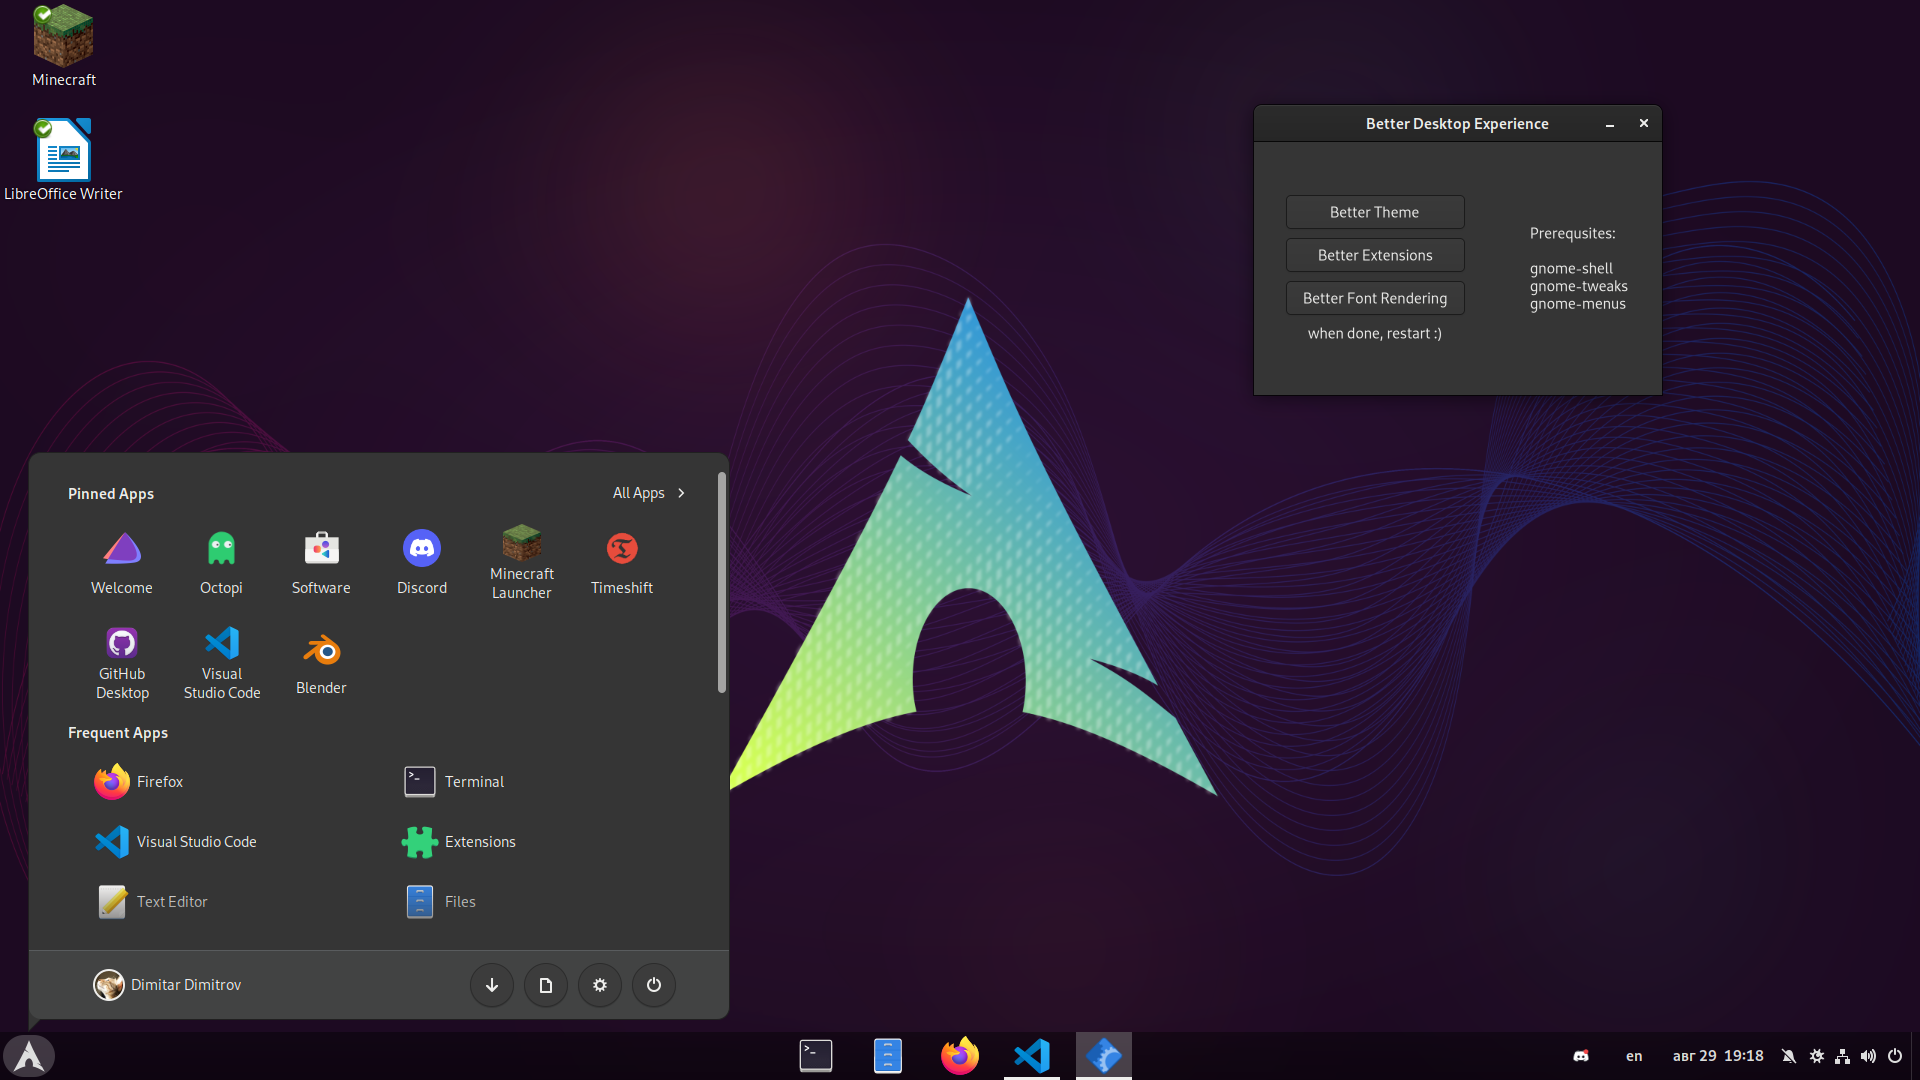 Minecraft
LibreOffice Writer
Better Desktop Experience
Better Theme
Better Extensions
Better Font Rendering
when done, restart :)
Prerequsites:
gnome-shell
gnome-tweaks
gnome-menus
Pinned Apps
All Apps
Welcome
Octopi
Software
Discord
Minecraft
Launcher
Timeshift
GitHub
Desktop
Visual
Studio Code
Blender
Frequent Apps
Firefox
Terminal
Visual Studio Code
Extensions
Text Editor
Files
Dimitar Dimitrov
en
авг 29 19:18